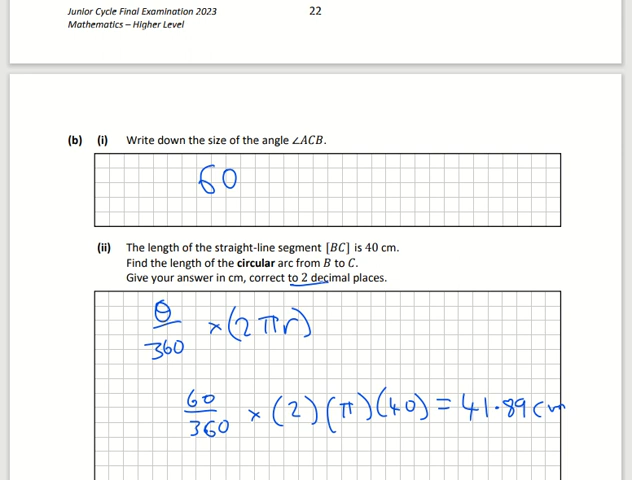 Junior Cycle Final Examination 2023
22
Mathematics – Higher Level
(b) (i) Write down the size of the angle ∠ACB.
60
(ii) The length of the straight-line segment [BC] is 40 cm.
Find the length of the circular arc from B to C.
Give your answer in cm, correct to 2 decimal places.
θ/360 × (2πr)
60/360 × (2)(π)(40) = 41.89cm